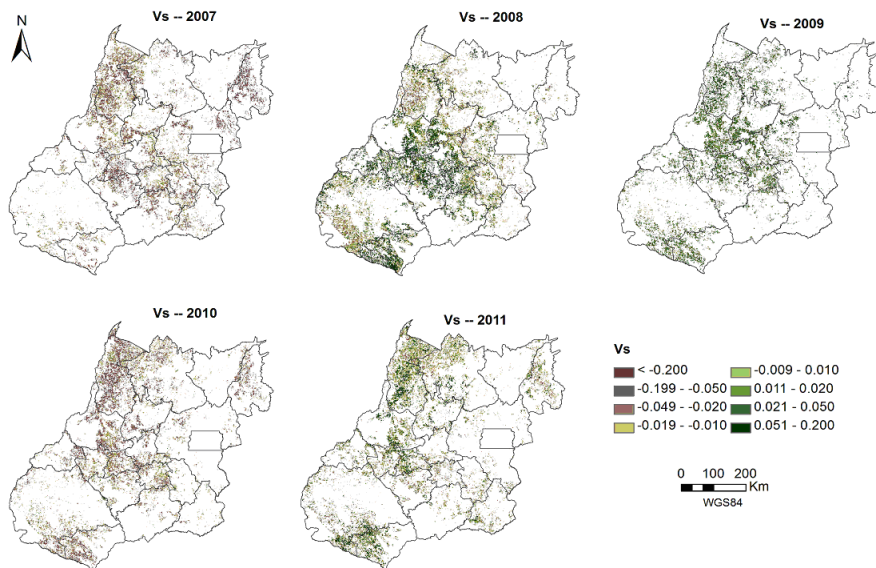 N
Vs -- 2007
Vs -- 2008
Vs -- 2009
Vs -- 2010
Vs -- 2011
Vs
< -0.200
-0.199 - -0.050
-0.049 - -0.020
-0.019 - -0.010
-0.009 - 0.010
0.011 - 0.020
0.021 - 0.050
0.051 - 0.200
0 100 200
Km
WGS84